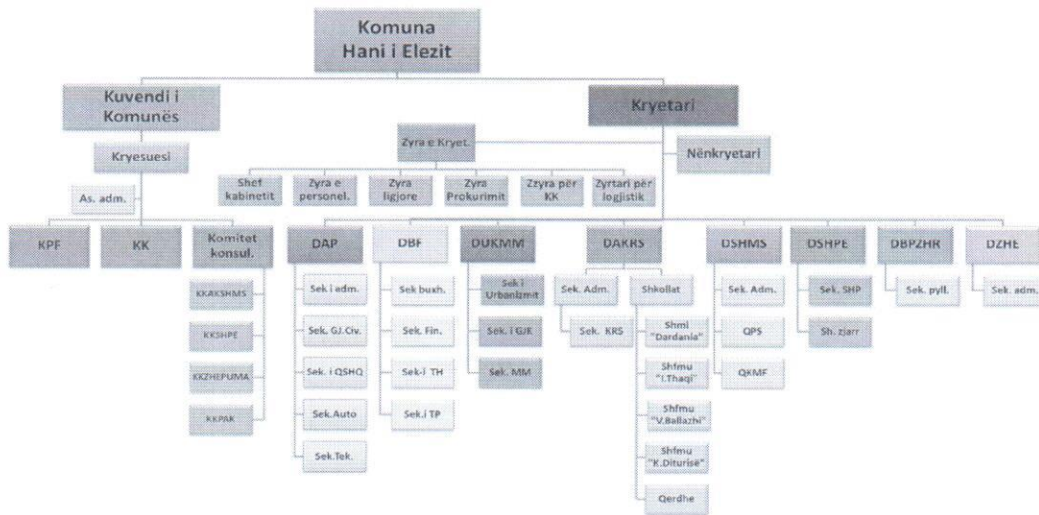 Komuna
Hani i Elezit
Kuvendi i
Komunës
Kryetari
Kryesuesi
Zyra e Kryet.
Nënkryetari
As. adm.
Shef
kabinetit
Zyra e
personel.
Zyra
ligjore
Zyra
Prokurimit
Zzyra për
KK
Zyrtari për
logjistik
KPF
KK
Komitet
konsul.
DAP
DBF
DUKMM
DAKRS
DSHMS
DSHPE
DBPZHR
DZHE
KKAKSHMS
KKSHPE
KKZHEPUMA
KKPAK
Sek i adm.
Sek. GJ.Civ.
Sek. i QSHQ
Sek.Auto
Sek.Tek.
Sek buxh.
Sek. Fin.
Sek-i TH
Sek.i TP
Sek i
Urbanizmit
Sek. i GJK
Sek. MM
Sek. Adm.
Sek. KRS
Shkollat
Shml
"Dardania"
Shfmu
"I.Thaqi"
Shfmu
"V.Ballazhi"
Shfmu
"K.Diturisë"
Qerdhe
Sek. Adm.
QPS
QKMF
Sek. SHP
Sh. zjarr
Sek. pyll.
Sek. adm.